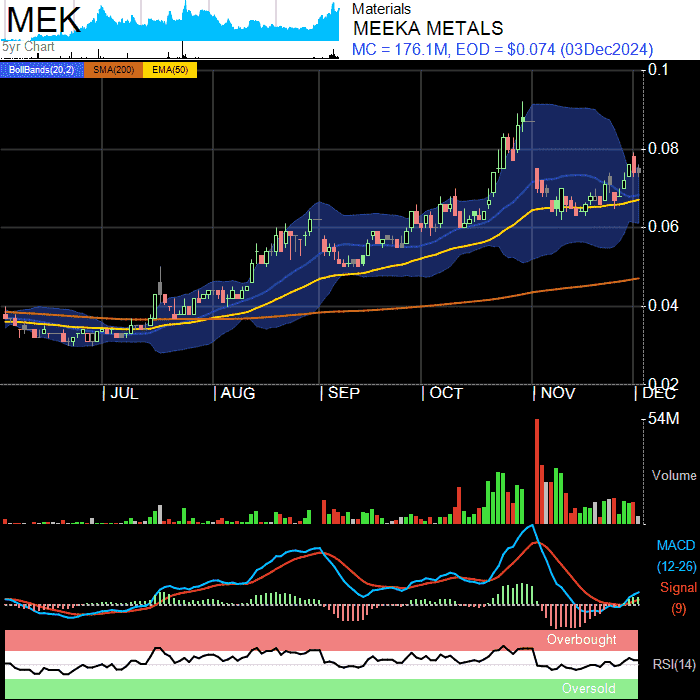 MEK
5yr Chart
Materials
MEEKA METALS
MC = 176.1M, EOD = $0.074 (03Dec2024)
BollBands(20,2) SMA(200) EMA(50)
0.1
0.08
0.06
0.04
0.02
JUL AUG SEP OCT NOV DEC
54M
Volume
MACD
(12-26)
Signal
(9)
Overbought
RSI(14)
Oversold